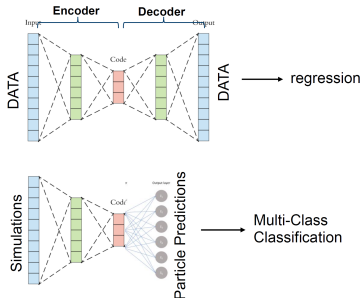 Encoder
Decoder
Input
Output
Code
DATA
DATA
regression
Code
Simulations
Particle Predictions
Multi-Class
Classification